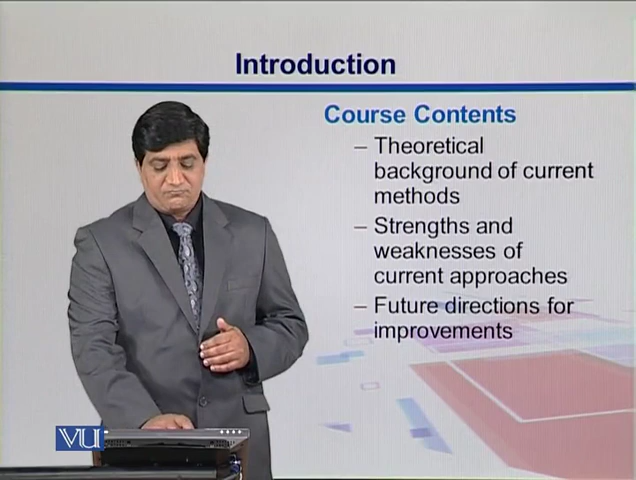 Introduction
Course Contents
– Theoretical
background of current
methods
– Strengths and
weaknesses of
current approaches
– Future directions for
improvements
VU